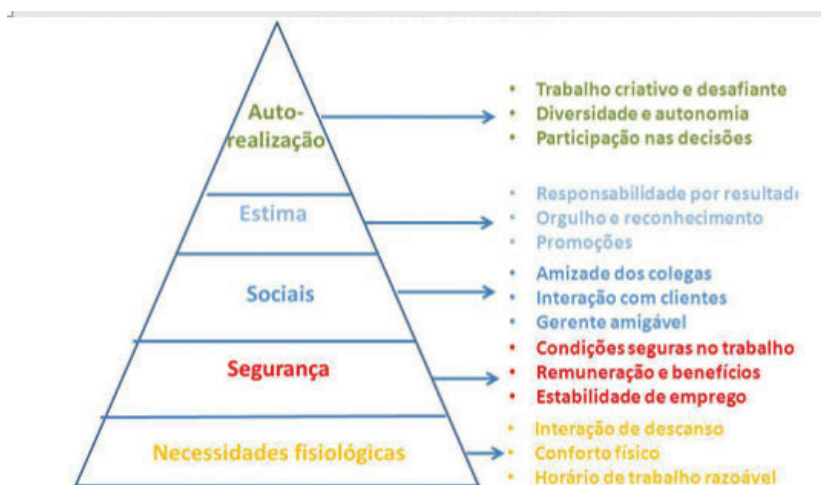 Auto-
realização
Trabalho criativo e desafiante
Diversidade e autonomia
Participação nas decisões
Estima
Responsabilidade por
Orgulho e reconhecimento
Promoções
Sociais
Amizade dos colegas
Interação com clientes
Gerente amigável
Segurança
Condições seguras no trabalho
Remuneração e benefícios
Estabilidade de emprego
Necessidades fisiológicas
Interação de descanso
Conforto físico
Horário de trabalho razoável